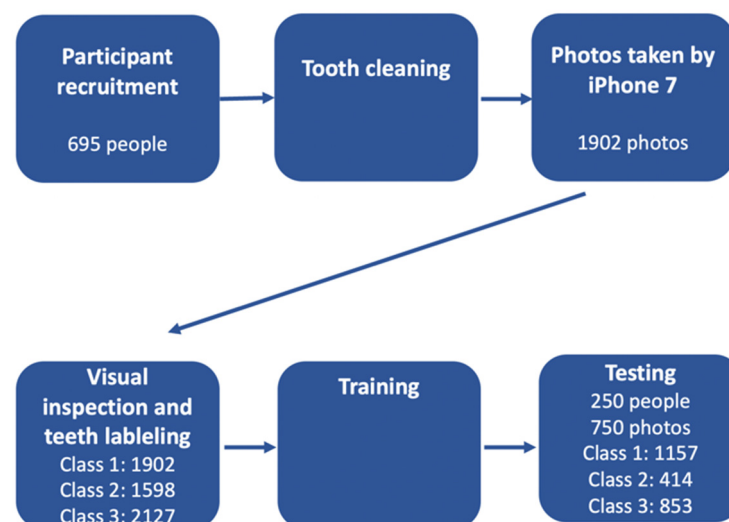 Participant
recruitment
695 people
Tooth cleaning
Photos taken by
iPhone 7
1902 photos
Visual
inspection and
teeth lableling
Class 1: 1902
Class 2: 1598
Class 3: 2127
Training
Testing
250 people
750 photos
Class 1: 1157
Class 2: 414
Class 3: 853